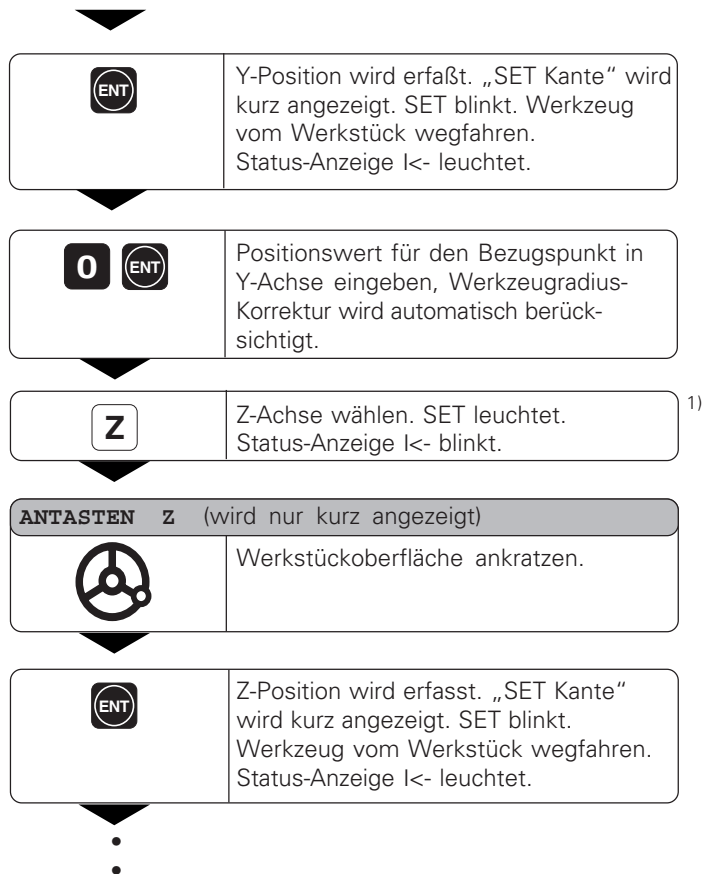 ENT
Y-Position wird erfaßt. „SET Kante“ wird
kurz angezeigt. SET blinkt. Werkzeug
vom Werkstück wegfahren.
Status-Anzeige I<- leuchtet.
0 ENT
Positionswert für den Bezugspunkt in
Y-Achse eingeben, Werkzeugradius-
Korrektur wird automatisch berück-
sichtigt.
Z
Z-Achse wählen. SET leuchtet.
Status-Anzeige I<- blinkt.
1)
ANTASTEN Z (wird nur kurz angezeigt)
Werkstückoberfläche ankratzen.
ENT
Z-Position wird erfasst. „SET Kante“
wird kurz angezeigt. SET blinkt.
Werkzeug vom Werkstück wegfahren.
Status-Anzeige I<- leuchtet.